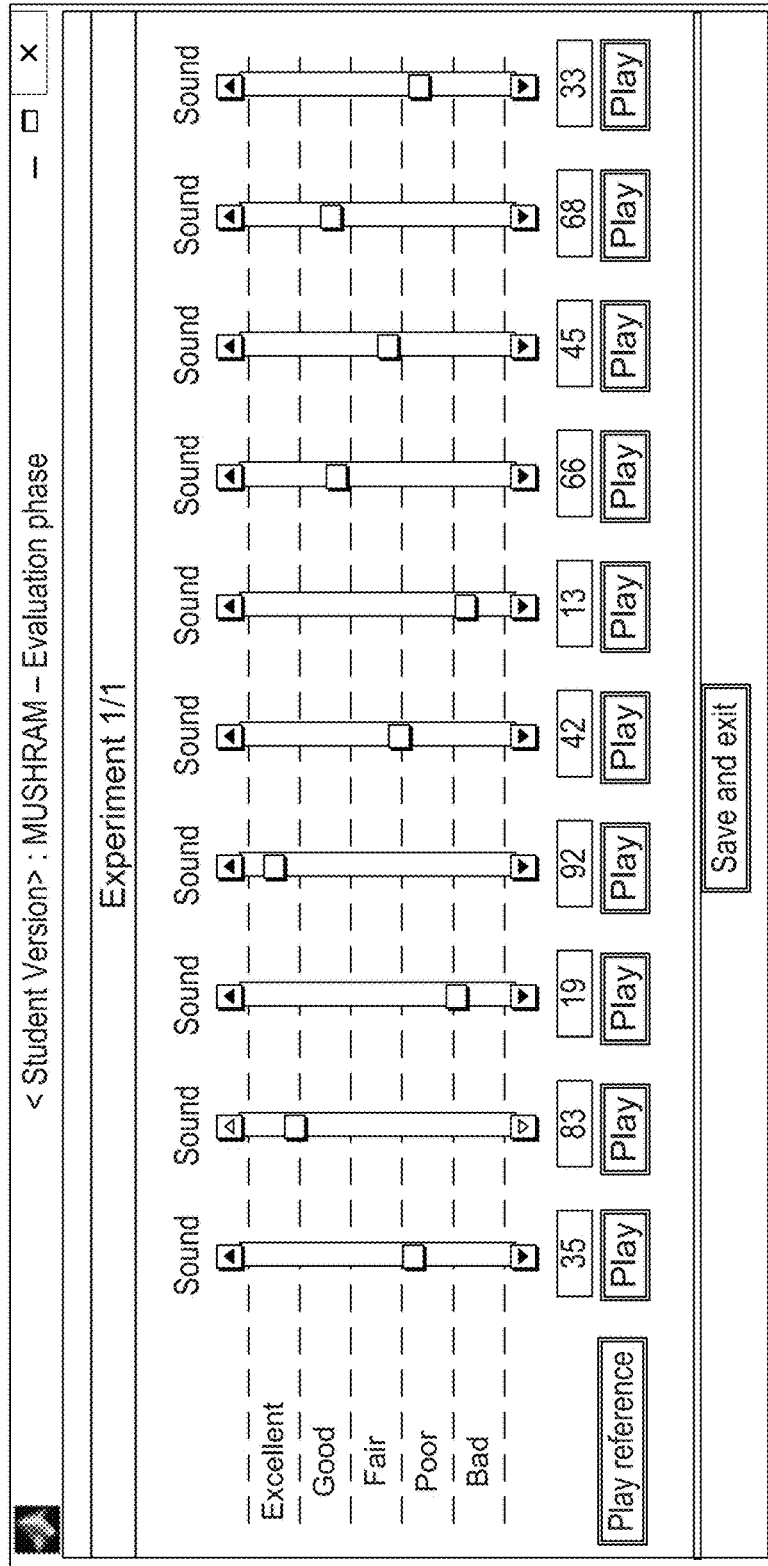 < Student Version> : MUSHRAM – Evaluation phase
Experiment 1/1
Sound Sound Sound Sound Sound Sound Sound Sound Sound Sound
Excellent
Good
Fair
Poor
Bad
35 83 19 92 42 13 66 45 68 33
Play reference Play Play Play Play Play Play Play Play Play Play
Save and exit